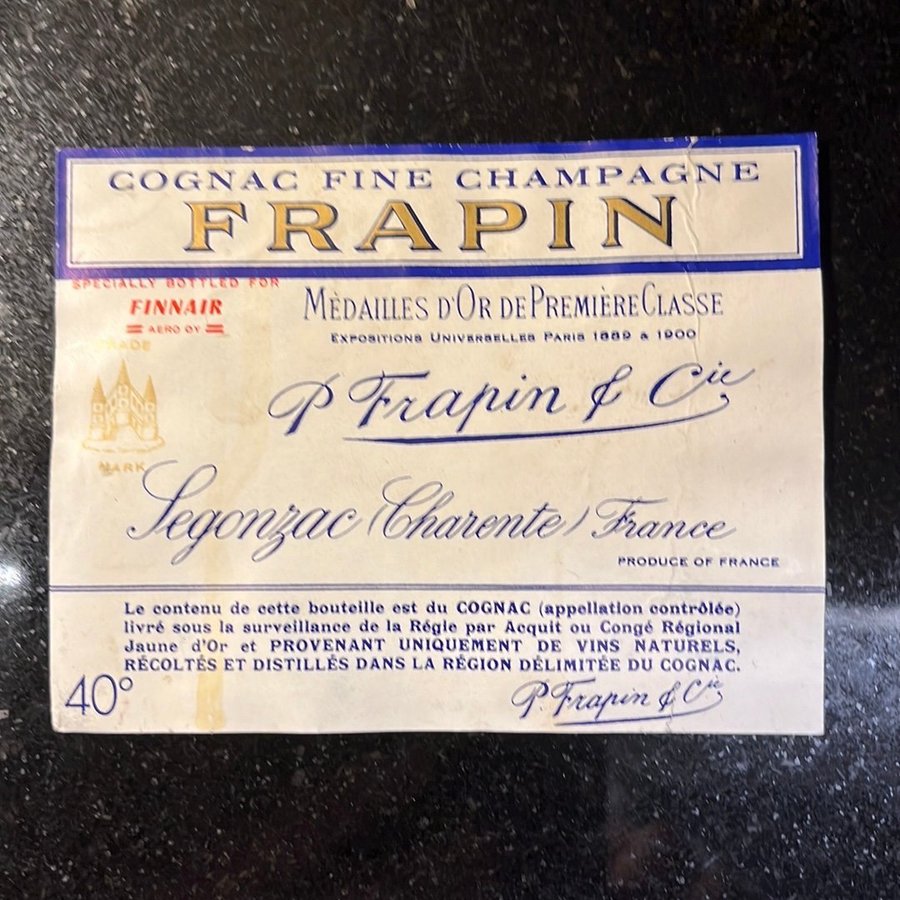 COGNAC FINE CHAMPAGNE
FRAPIN
SPECIALLY BOTTLED FOR
FINNAIR
AERO OY
TRADE
MARK
MÉDAILLES D'OR DE PREMIÈRE CLASSE
EXPOSITIONS UNIVERSELLES PARIS 1889 & 1900
P Frapin & Cie
Segonzac (Charente) France
PRODUCE OF FRANCE
Le contenu de cette bouteille est du COGNAC (appellation contrôlée)
livré sous la surveillance de la Régie par Acquit ou Congé Régional
Jaune d'Or et PROVENANT UNIQUEMENT DE VINS NATURELS,
RÉCOLTÉS ET DISTILLÉS DANS LA RÉGION DÉLIMITÉE DU COGNAC.
40°
P. Frapin & Cie